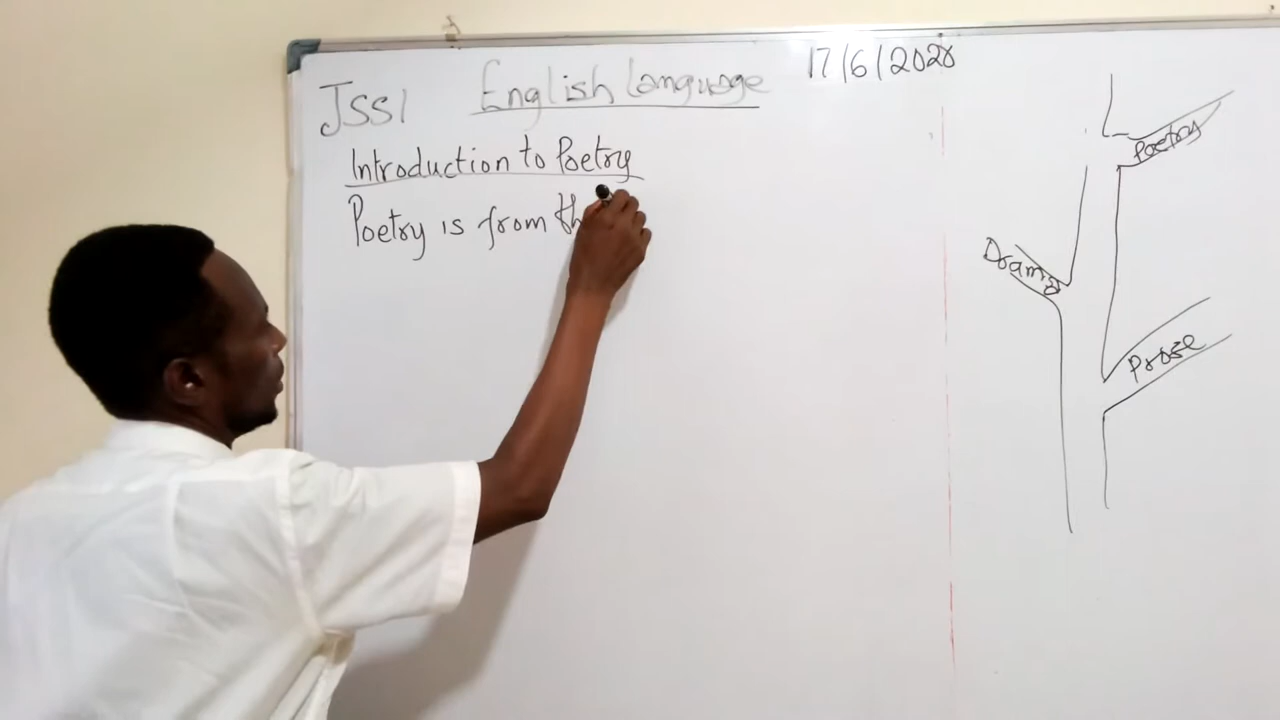 JSS1
English Language
17/6/2020
Introduction to Poetry
Poetry is from th
Poetry
Drama
Prose